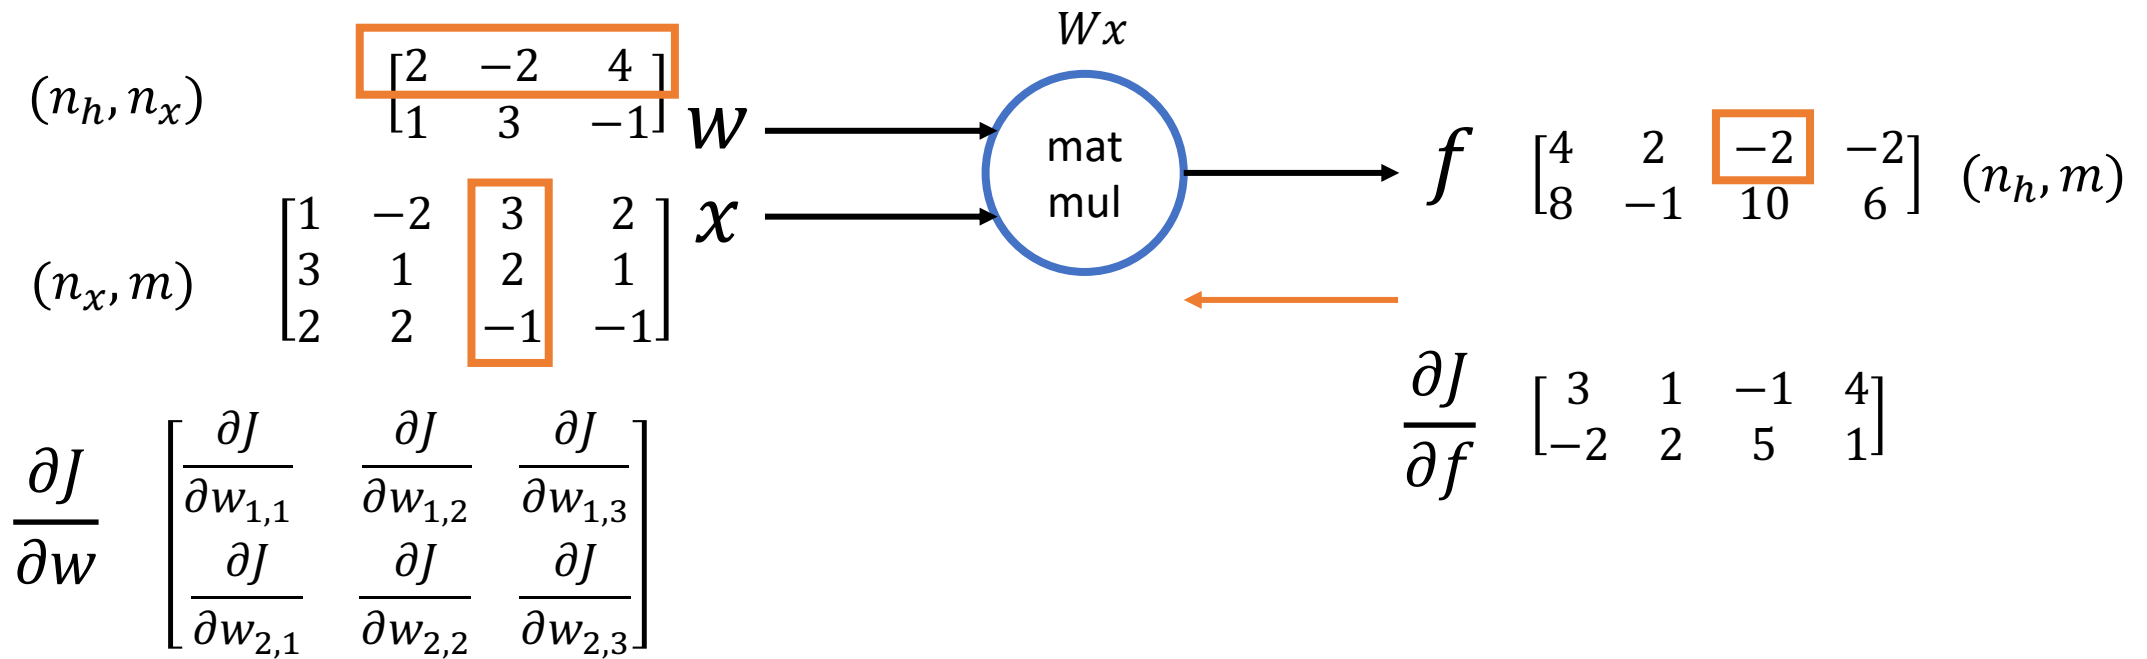 Wx
(n_h, n_x)
[2 −2 4
1 3 −1]
w
mat
mul
f
[4 2 −2 −2
8 −1 10 6]
(n_h, m)
(n_x, m)
[1 −2 3 2
3 1 2 1
2 2 −1 −1]
x
∂J/∂f
[3 1 −1 4
−2 2 5 1]
∂J/∂w
[∂J/∂w_{1,1} ∂J/∂w_{1,2} ∂J/∂w_{1,3}
∂J/∂w_{2,1} ∂J/∂w_{2,2} ∂J/∂w_{2,3}]